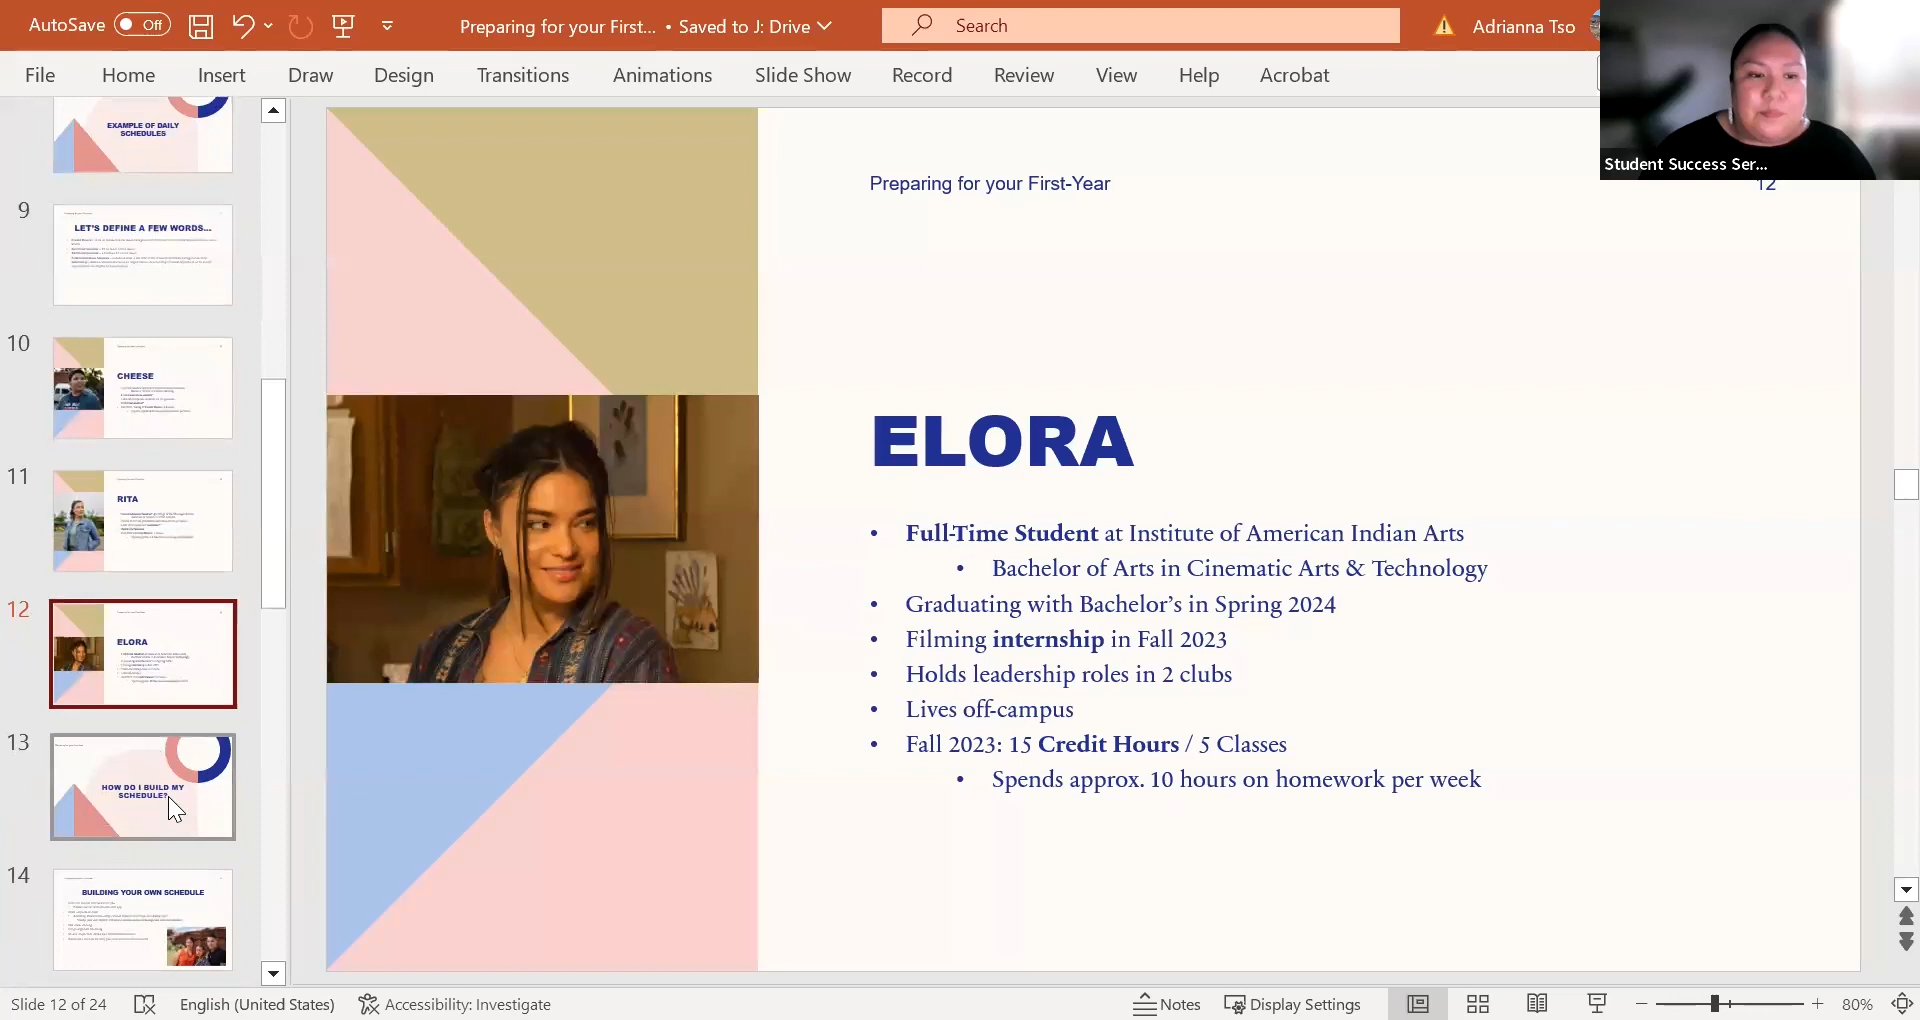 AutoSave Off
Preparing for your First... • Saved to J: Drive
Search
Adrianna Tso
File Home Insert Draw Design Transitions Animations Slide Show Record Review View Help Acrobat
Student Success Ser...
EXAMPLE OF DAILY
SCHEDULES
9
LET'S DEFINE A FEW WORDS...
10
CHEESE
11
RITA
12
ELORA
13
HOW DO I BUILD MY
SCHEDULE?
14
BUILDING YOUR OWN SCHEDULE
Preparing for your First-Year
12
ELORA
• Full-Time Student at Institute of American Indian Arts
• Bachelor of Arts in Cinematic Arts & Technology
• Graduating with Bachelor's in Spring 2024
• Filming internship in Fall 2023
• Holds leadership roles in 2 clubs
• Lives off-campus
• Fall 2023: 15 Credit Hours / 5 Classes
• Spends approx. 10 hours on homework per week
Slide 12 of 24
English (United States)
Accessibility: Investigate
Notes
Display Settings
80%